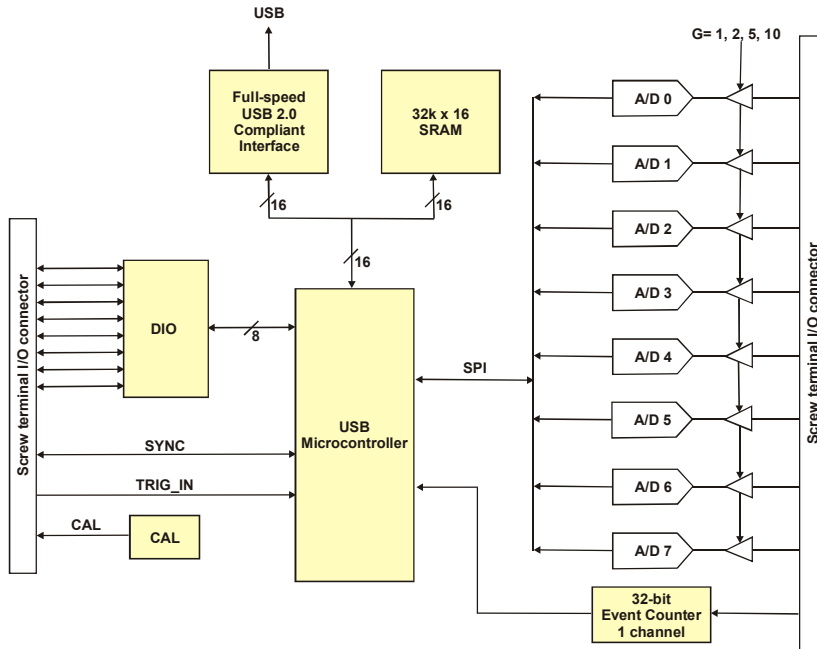 USB
G= 1, 2, 5, 10
Full-speed
USB 2.0
Compliant
Interface
32k x 16
SRAM
A/D 0
A/D 1
16
16
A/D 2
16
Screw terminal I/O connector
DIO
8
A/D 3
Screw terminal I/O connector
A/D 4
SPI
USB
Microcontroller
A/D 5
SYNC
TRIG_IN
A/D 6
CAL
CAL
A/D 7
32-bit
Event Counter
1 channel